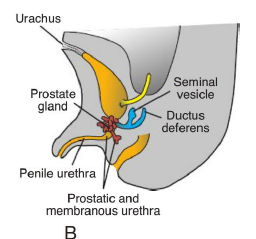 Urachus
Prostate
gland
Seminal
vesicle
Ductus
deferens
Penile urethra
Prostatic and
membranous urethra
B